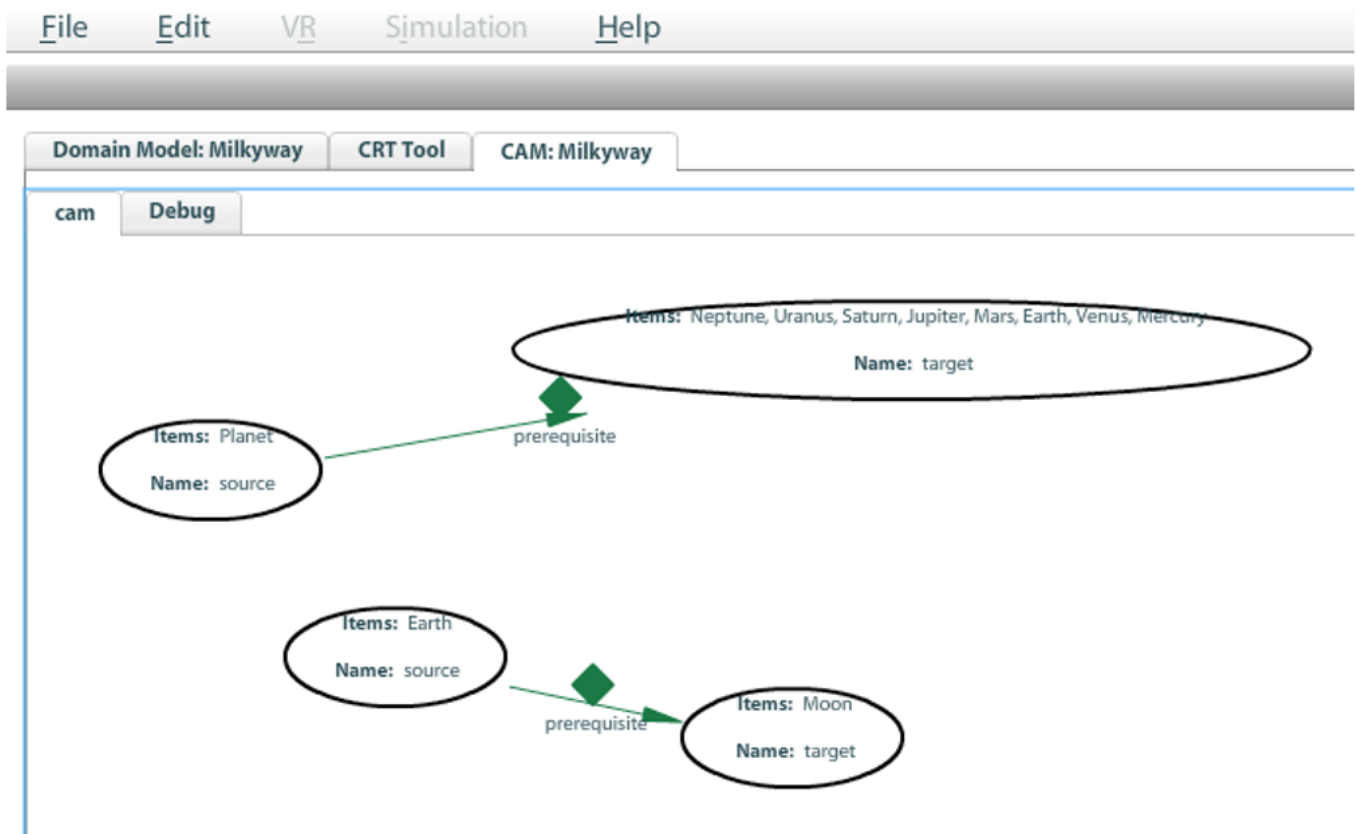 File Edit VR Simulation Help
Domain Model: Milkyway CRT Tool CAM: Milkyway
cam Debug
Items: Neptune, Uranus, Saturn, Jupiter, Mars, Earth, Venus, Mercury
Name: target
prerequisite
Items: Planet
Name: source
Items: Earth
Name: source
prerequisite
Items: Moon
Name: target